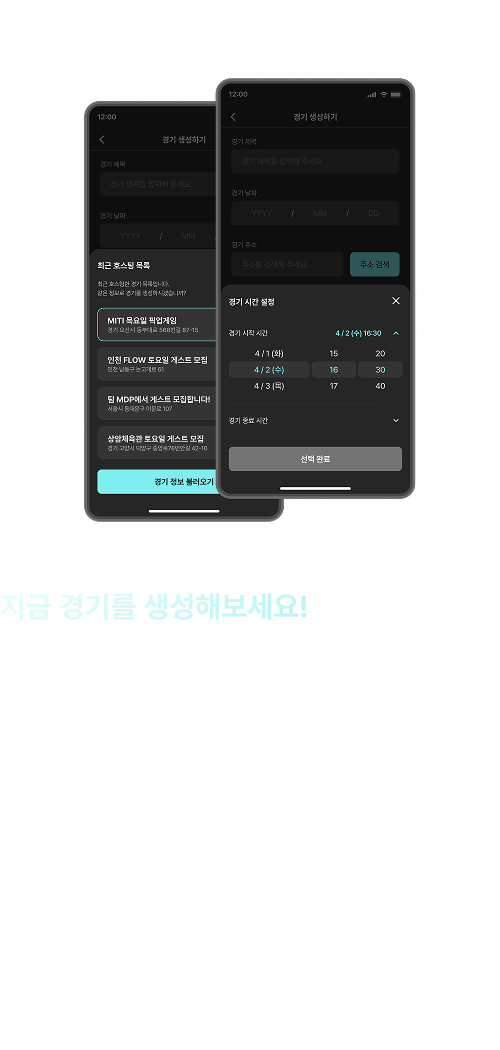 12:00
경기 생성하기
경기 제목
경기 제목을 입력해 주세요.
경기 날짜
YYYY / MM /
최근 호스팅 목록
최근 호스팅한 경기 목록입니다.
같은 정보로 경기를 생성하시겠습니까?
MITI 목요일 픽업게임
경기 오산시 동부대로 568번길 87-15
인천 FLOW 토요일 게스트 모집
인천 남동구 논고개로 61
팀 MDP에서 게스트 모집합니다!
서울시 동대문구 이문로 107
상암체육관 토요일 게스트 모집
경기 고양시 덕양구 중앙로78번안길 42-10
경기 정보 불러오기
12:00
경기 생성하기
경기 제목
경기 제목을 입력해 주세요.
경기 날짜
YYYY / MM / DD
경기 주소
주소를 검색해 주세요.
주소 검색
경기 시간 설정
경기 시작 시간
4 / 2 (수) 16:30
4 / 1 (화) 15 20
4 / 2 (수) 16 30
4 / 3 (목) 17 40
경기 종료 시간
선택 완료
지금 경기를 생성해보세요!